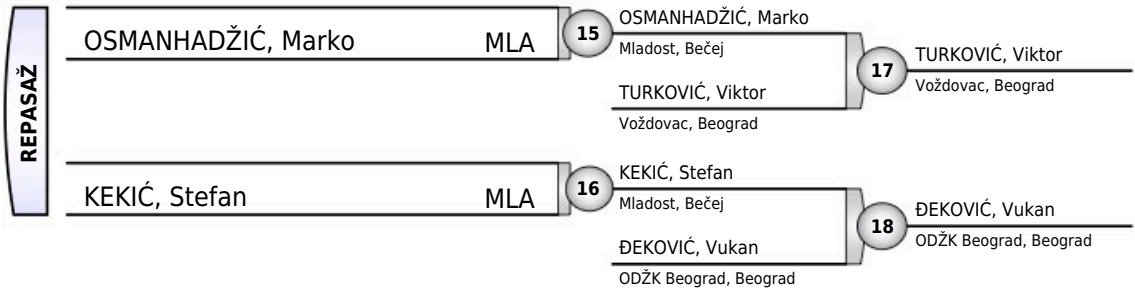 REPASAŽ
OSMANHADŽIĆ, Marko MLA
15
OSMANHADŽIĆ, Marko
Mladost, Bečej
TURKOVIĆ, Viktor
Voždovac, Beograd
17
TURKOVIĆ, Viktor
Voždovac, Beograd
KEKIĆ, Stefan MLA
16
KEKIĆ, Stefan
Mladost, Bečej
ĐEKOVIĆ, Vukan
ODŽK Beograd, Beograd
18
ĐEKOVIĆ, Vukan
ODŽK Beograd, Beograd